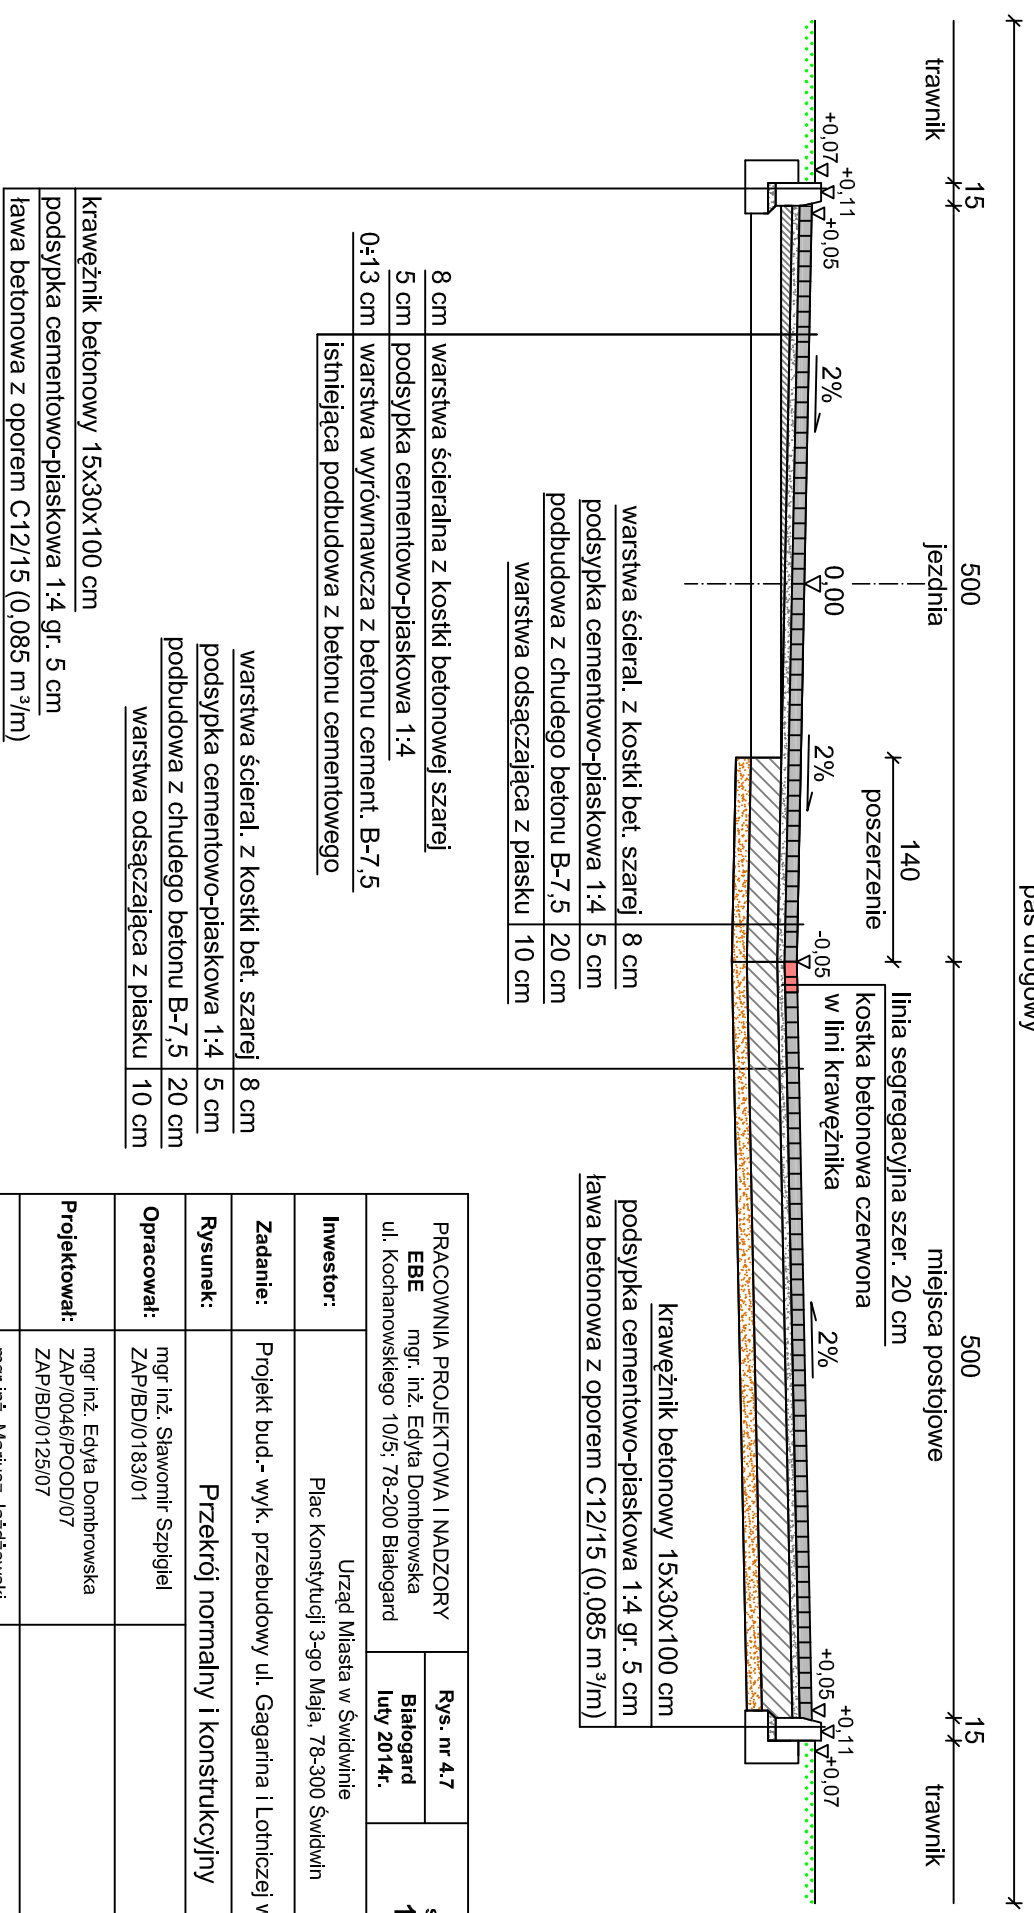 pas drogowy
trawnik
15
500
jezdnia
500
miejsca postojowe
15
trawnik
140
poszerzenie
linia segregacyjna szer. 20 cm
kostka betonowa czerwona
w lini krawężnika
+0,07
+0,11
+0,05
2%
0,00
2%
-0,05
2%
+0,05
+0,11
+0,07
warstwa ścieral. z kostki bet. szarej 8 cm
podsypka cementowo-piaskowa 1:4 5 cm
podbudowa z chudego betonu B-7,5 20 cm
warstwa odsączająca z piasku 10 cm
krawężnik betonowy 15x30x100 cm
podsypka cementowo-piaskowa 1:4 gr. 5 cm
ława betonowa z oporem C12/15 (0,085 m³/m)
8 cm warstwa ścieralna z kostki betonowej szarej
5 cm podsypka cementowo-piaskowa 1:4
0÷13 cm warstwa wyrównawcza z betonu cement. B-7,5
istniejąca podbudowa z betonu cementowego
warstwa ścieral. z kostki bet. szarej 8 cm
podsypka cementowo-piaskowa 1:4 5 cm
podbudowa z chudego betonu B-7,5 20 cm
warstwa odsączająca z piasku 10 cm
krawężnik betonowy 15x30x100 cm
podsypka cementowo-piaskowa 1:4 gr. 5 cm
ława betonowa z oporem C12/15 (0,085 m³/m)
PRACOWNIA PROJEKTOWA I NADZORY
EBE mgr. inż. Edyta Dombrowska
ul. Kochanowskiego 10/5; 78-200 Białogard
Rys. nr 4.7
Białogard
luty 2014r.
1
Inwestor:
Urząd Miasta w Świdwinie
Plac Konstytucji 3-go Maja, 78-300 Świdwin
Zadanie:
Projekt bud.- wyk. przebudowy ul. Gagarina i Lotniczej w
Rysunek:
Przekrój normalny i konstrukcyjny
Opracował:
mgr inż. Sławomir Szpigiel
ZAP/BD/0183/01
Projektował:
mgr inż. Edyta Dombrowska
ZAP/0046/POOD/07
ZAP/BD/0125/07
mgr inż. Mariusz